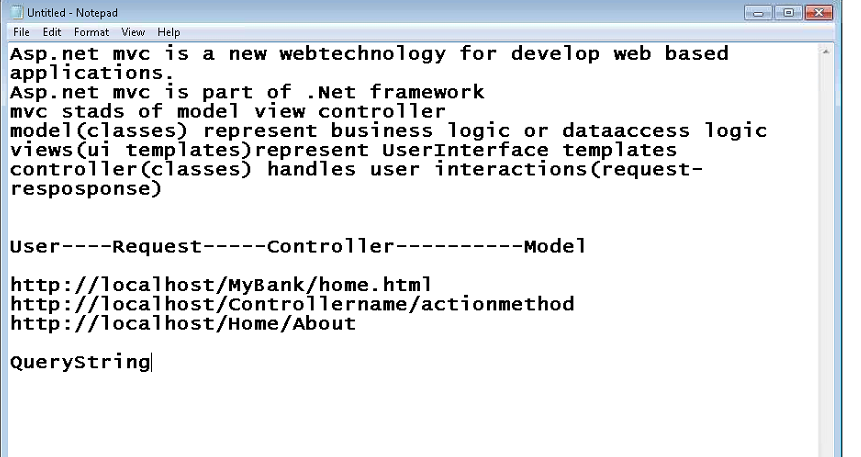 Untitled - Notepad
File Edit Format View Help
Asp.net mvc is a new webtechnology for develop web based
applications.
Asp.net mvc is part of .Net framework
mvc stads of model view controller
model(classes) represent business logic or dataaccess logic
views(ui templates)represent UserInterface templates
controller(classes) handles user interactions(request-
resposponse)
User----Request-----Controller----------Model
http://localhost/MyBank/home.html
http://localhost/Controllername/actionmethod
http://localhost/Home/About
QueryString